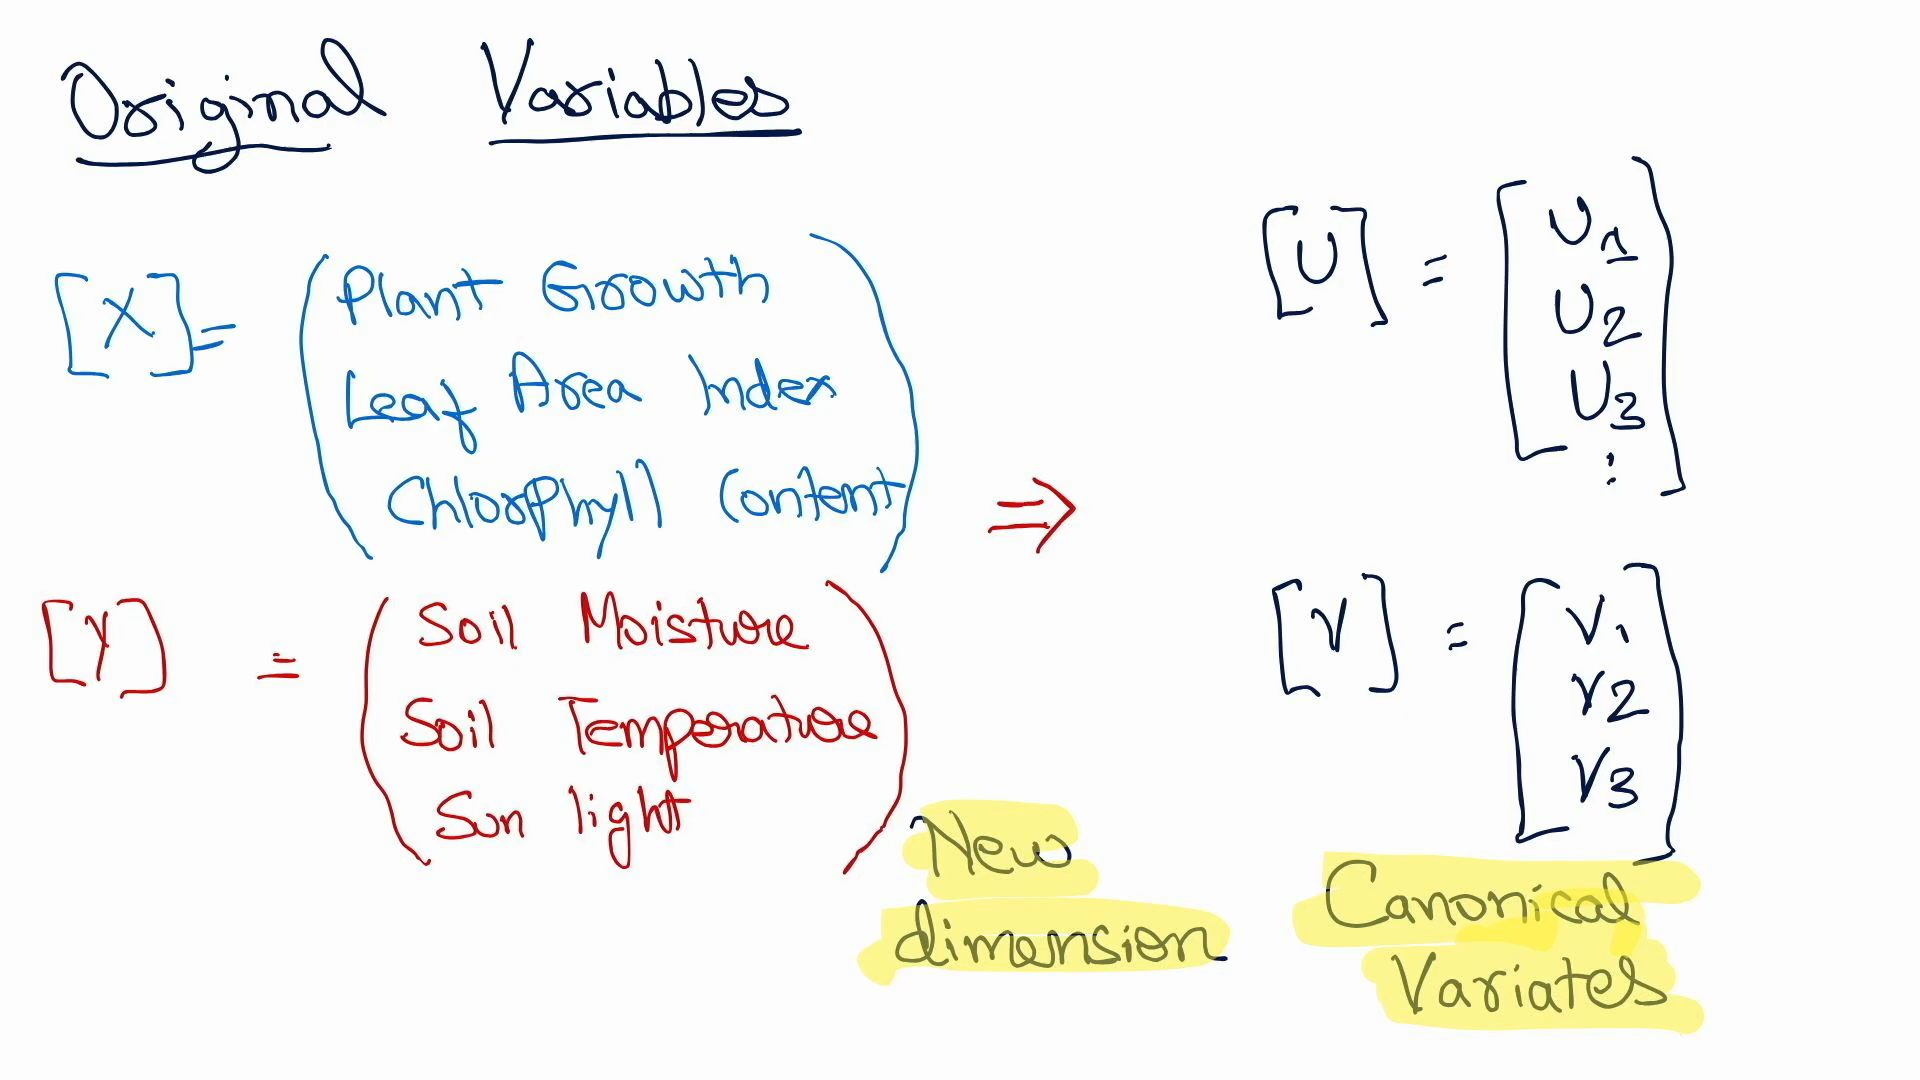 Original Variables
[X] = (Plant Growth
Leaf Area Index
Chlorophyll Content)
[Y] = (Soil Moisture
Soil Temperature
Sun light)
⇒
[U] = [U1
U2
U3
⋮]
[V] = [V1
V2
V3]
New
dimension
Canonical
Variates